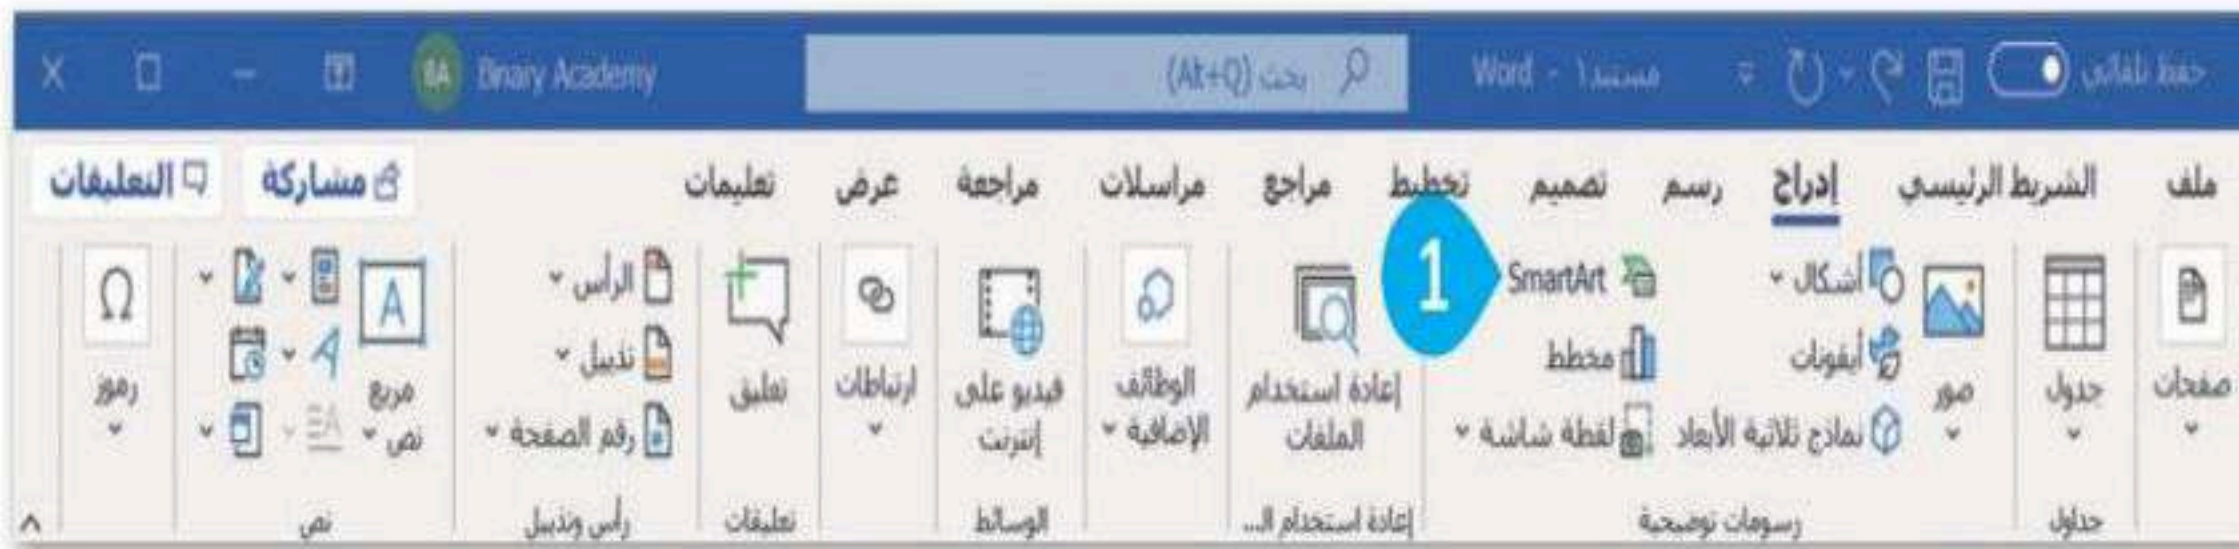 حفظ تلقائي مستند١ - Word بحث (Alt+Q) Binary Academy BA
ملف الشريط الرئيسي إدراج رسم تصميم تخطيط مراجع مراسلات مراجعة عرض تعليمات مشاركة التعليقات
صفحات
جدول
صور
أشكال
أيقونات
نماذج ثلاثية الأبعاد
SmartArt
1
مخطط
لقطة شاشة
إعادة استخدام
الملفات
الوظائف
الإضافية
فيديو على
إنترنت
ارتباطات
تعليق
الرأس
تذييل
رقم الصفحة
مربع
نص
رموز
جداول رسومات توضيحية إعادة استخدام ال... الوسائط تعليقات رأس وتذييل نص